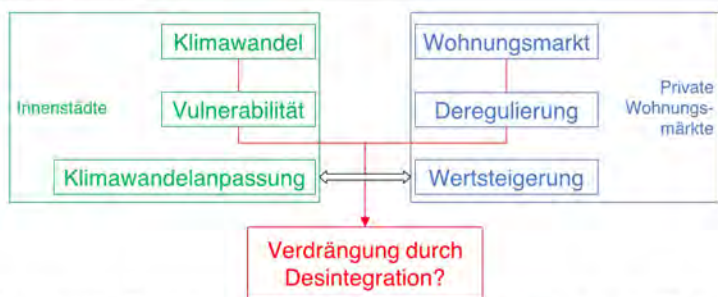 Klimawandel
Wohnungsmarkt
Innenstädte
Vulnerabilität
Deregulierung
Private
Wohnungs-
märkte
Klimawandelanpassung
Wertsteigerung
Verdrängung durch
Desintegration?